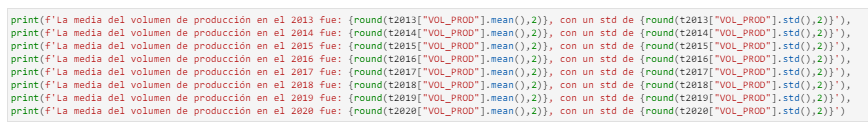 print(f'La media del volumen de producción en el 2013 fue: {round(t2013["VOL_PROD"].mean(),2)}, con un std de {round(t2013["VOL_PROD"].std(),2)}'),
print(f'La media del volumen de producción en el 2014 fue: {round(t2014["VOL_PROD"].mean(),2)}, con un std de {round(t2014["VOL_PROD"].std(),2)}'),
print(f'La media del volumen de producción en el 2015 fue: {round(t2015["VOL_PROD"].mean(),2)}, con un std de {round(t2015["VOL_PROD"].std(),2)}'),
print(f'La media del volumen de producción en el 2016 fue: {round(t2016["VOL_PROD"].mean(),2)}, con un std de {round(t2016["VOL_PROD"].std(),2)}'),
print(f'La media del volumen de producción en el 2017 fue: {round(t2017["VOL_PROD"].mean(),2)}, con un std de {round(t2017["VOL_PROD"].std(),2)}'),
print(f'La media del volumen de producción en el 2018 fue: {round(t2018["VOL_PROD"].mean(),2)}, con un std de {round(t2018["VOL_PROD"].std(),2)}'),
print(f'La media del volumen de producción en el 2019 fue: {round(t2019["VOL_PROD"].mean(),2)}, con un std de {round(t2019["VOL_PROD"].std(),2)}'),
print(f'La media del volumen de producción en el 2020 fue: {round(t2020["VOL_PROD"].mean(),2)}, con un std de {round(t2020["VOL_PROD"].std(),2)}')